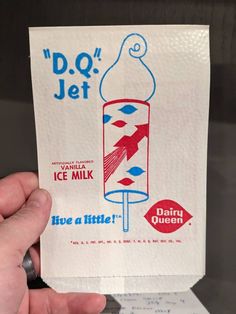 "D.Q."
Jet
ARTIFICIALLY FLAVORED
VANILLA
ICE MILK
live a little!
Dairy
Queen